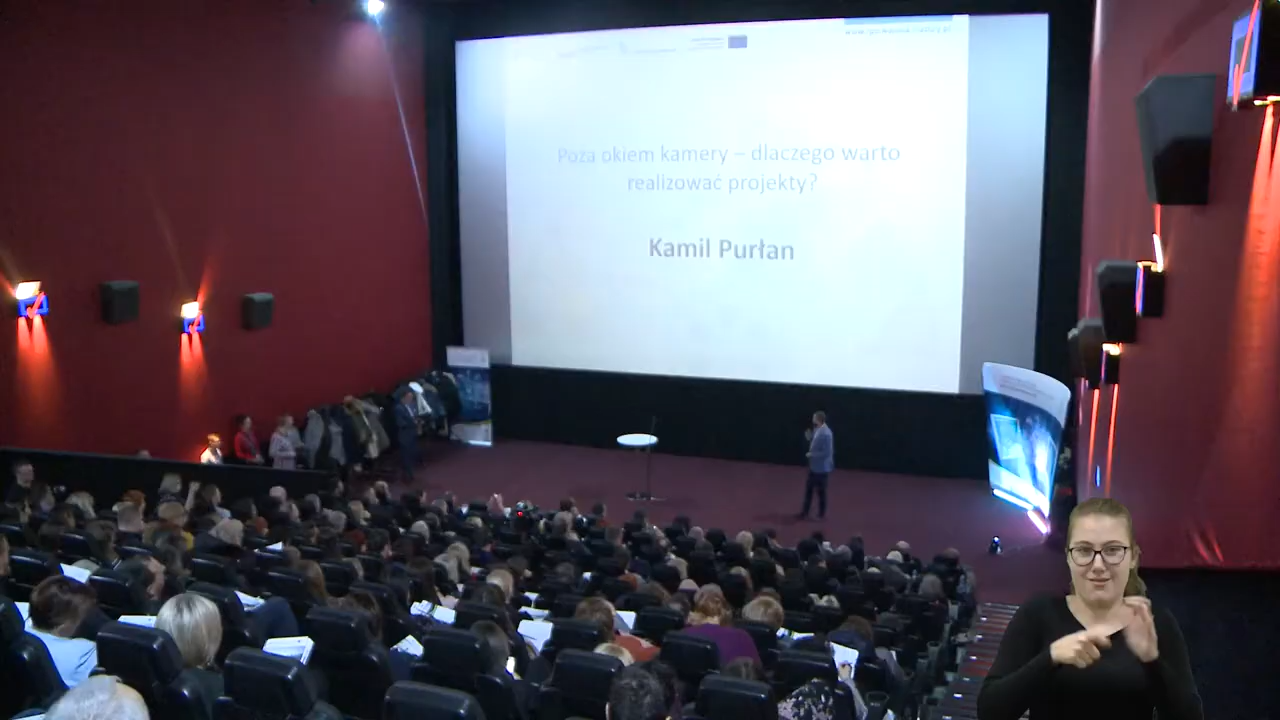 Poza okiem kamery – dlaczego warto
realizować projekty?
Kamil Purłan